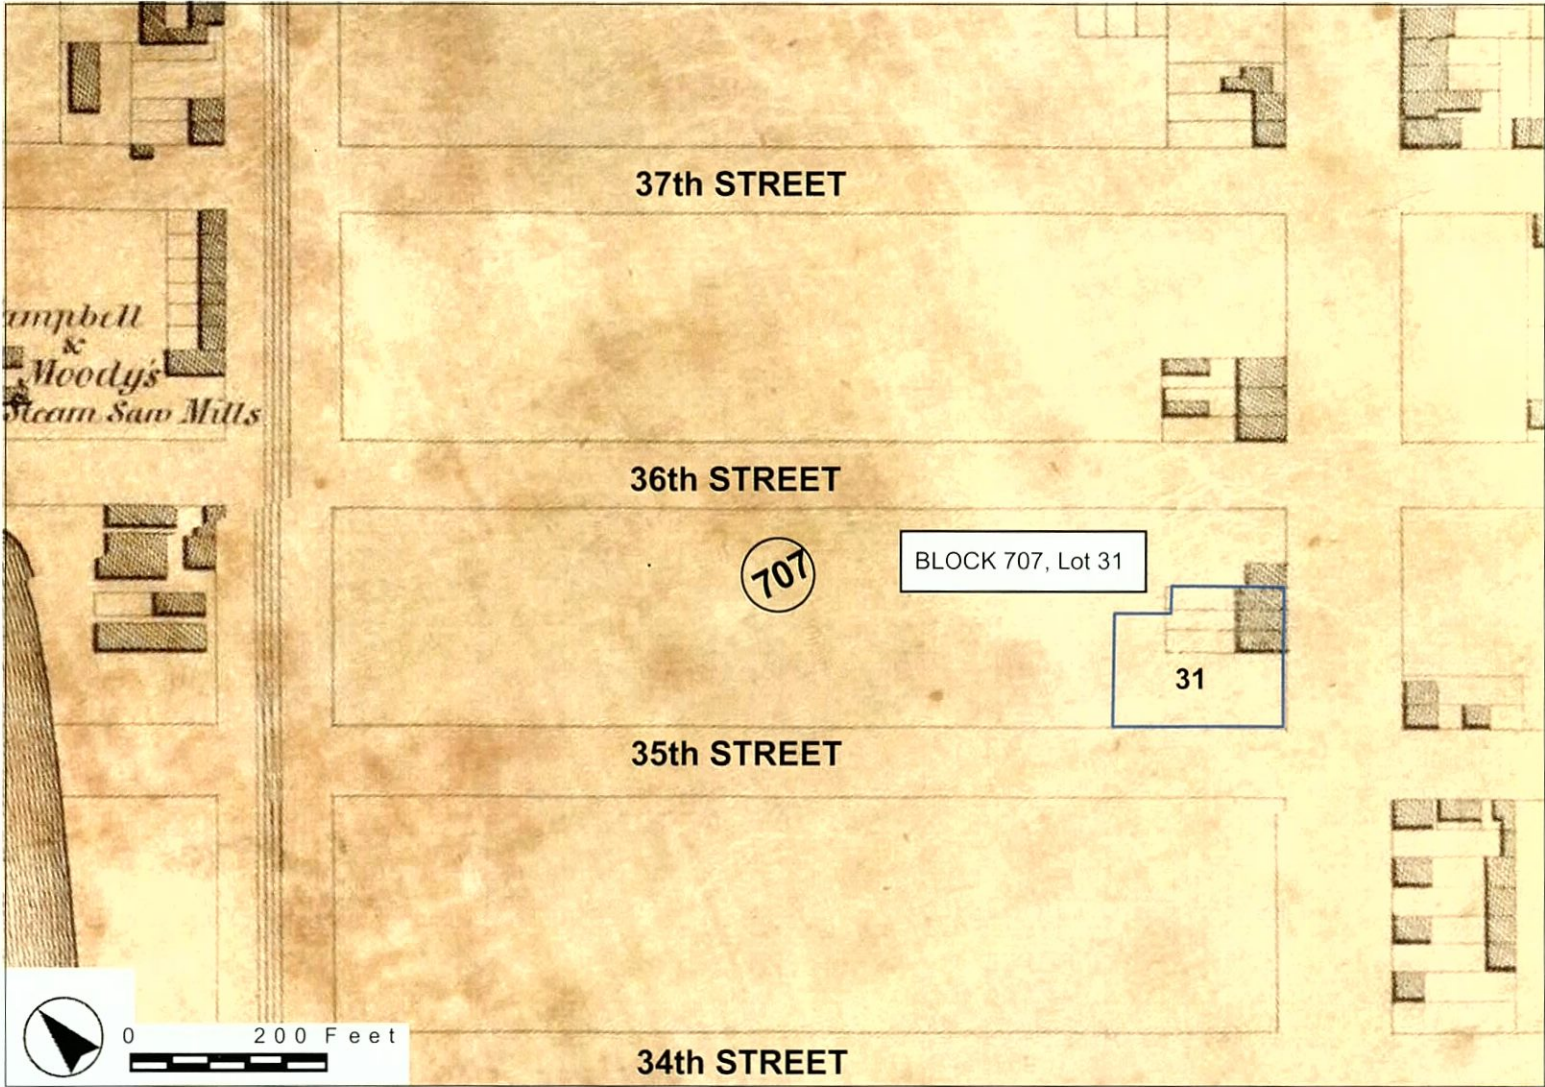 37th STREET
ampbell
&
Moody's
Steam Saw Mills
36th STREET
707
BLOCK 707, Lot 31
31
35th STREET
0 200 Feet
34th STREET